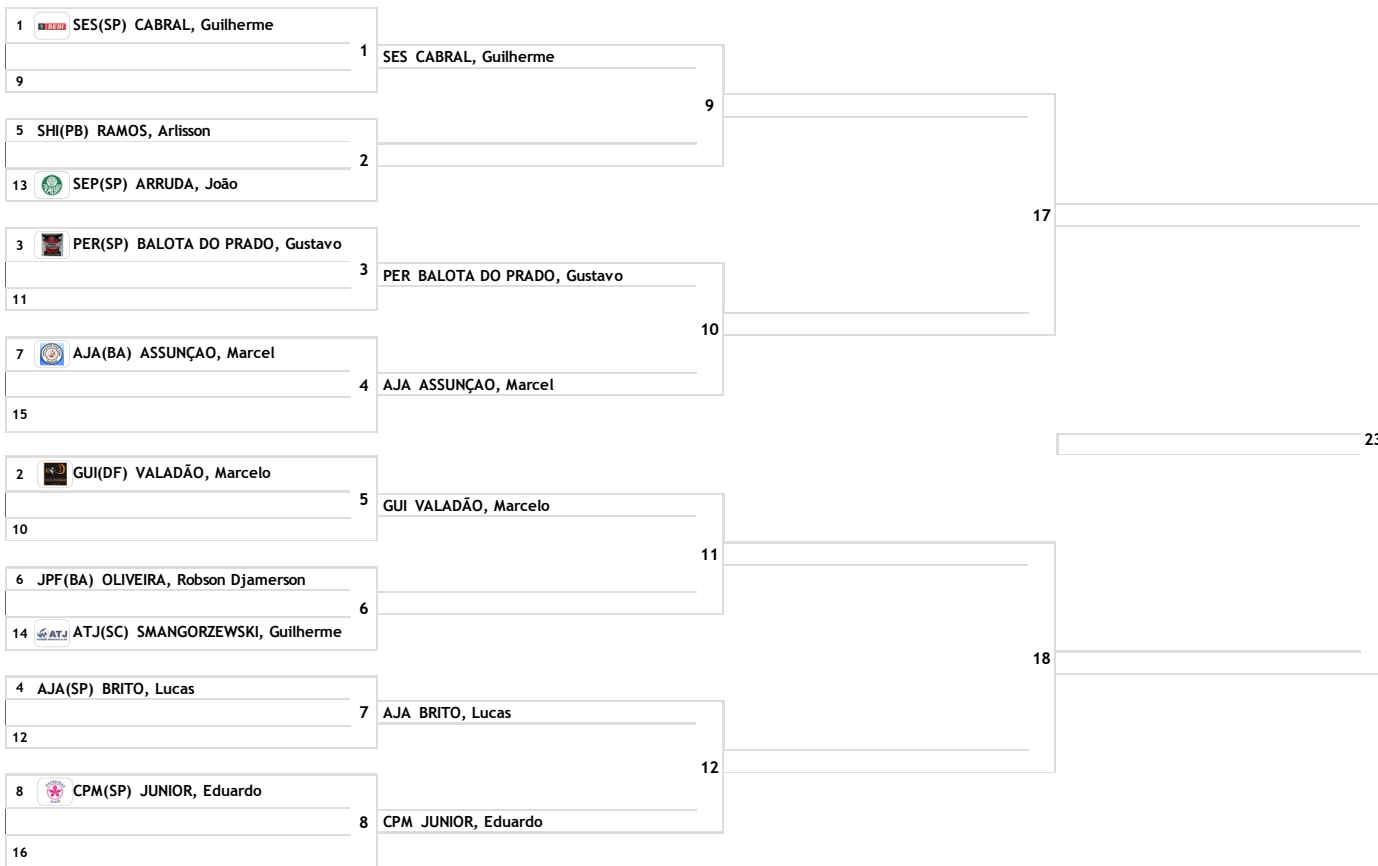 1 SESI SES(SP) CABRAL, Guilherme
1
SES CABRAL, Guilherme
9
9
5 SHI(PB) RAMOS, Arlisson
2
13 SEP(SP) ARRUDA, João
17
3 PER(SP) BALOTA DO PRADO, Gustavo
3
PER BALOTA DO PRADO, Gustavo
11
10
7 AJA(BA) ASSUNÇAO, Marcel
4
AJA ASSUNÇAO, Marcel
15
23
2 GUI(DF) VALADÃO, Marcelo
5
GUI VALADÃO, Marcelo
10
11
6 JPF(BA) OLIVEIRA, Robson Djamerson
6
14 ATJ ATJ(SC) SMANGORZEWSKI, Guilherme
18
4 AJA(SP) BRITO, Lucas
7
AJA BRITO, Lucas
12
12
8 CPM(SP) JUNIOR, Eduardo
8
CPM JUNIOR, Eduardo
16